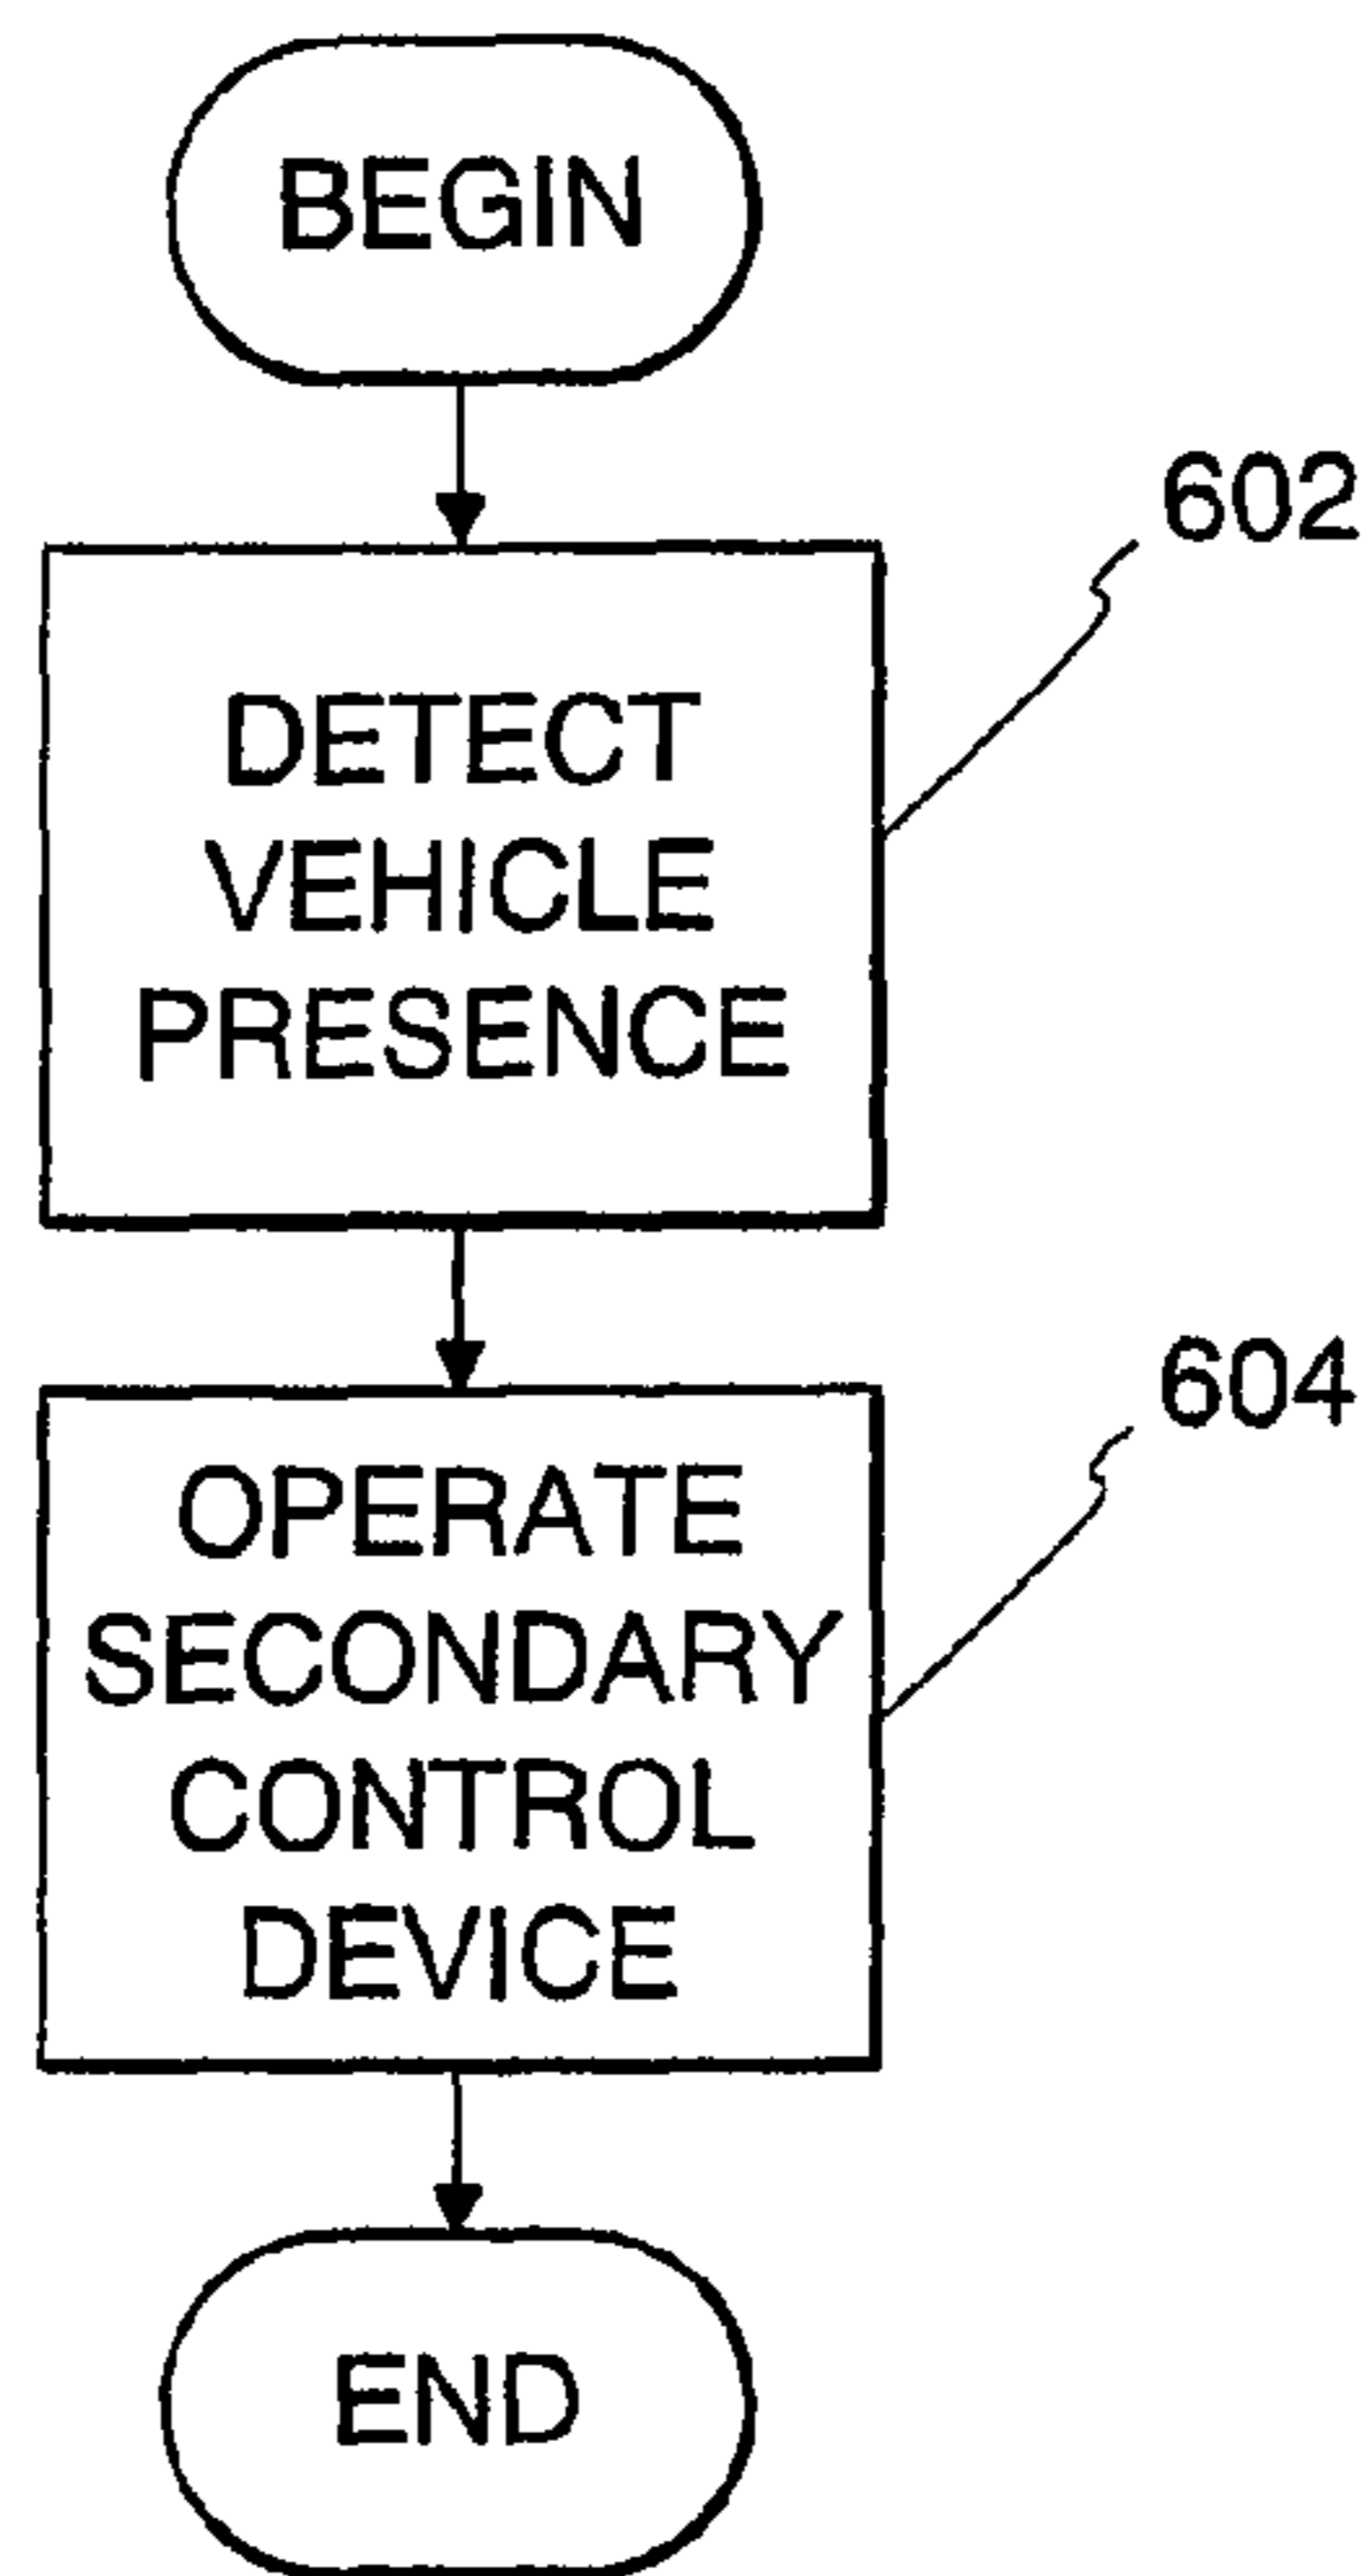 BEGIN
602
DETECT
VEHICLE
PRESENCE
604
OPERATE
SECONDARY
CONTROL
DEVICE
END